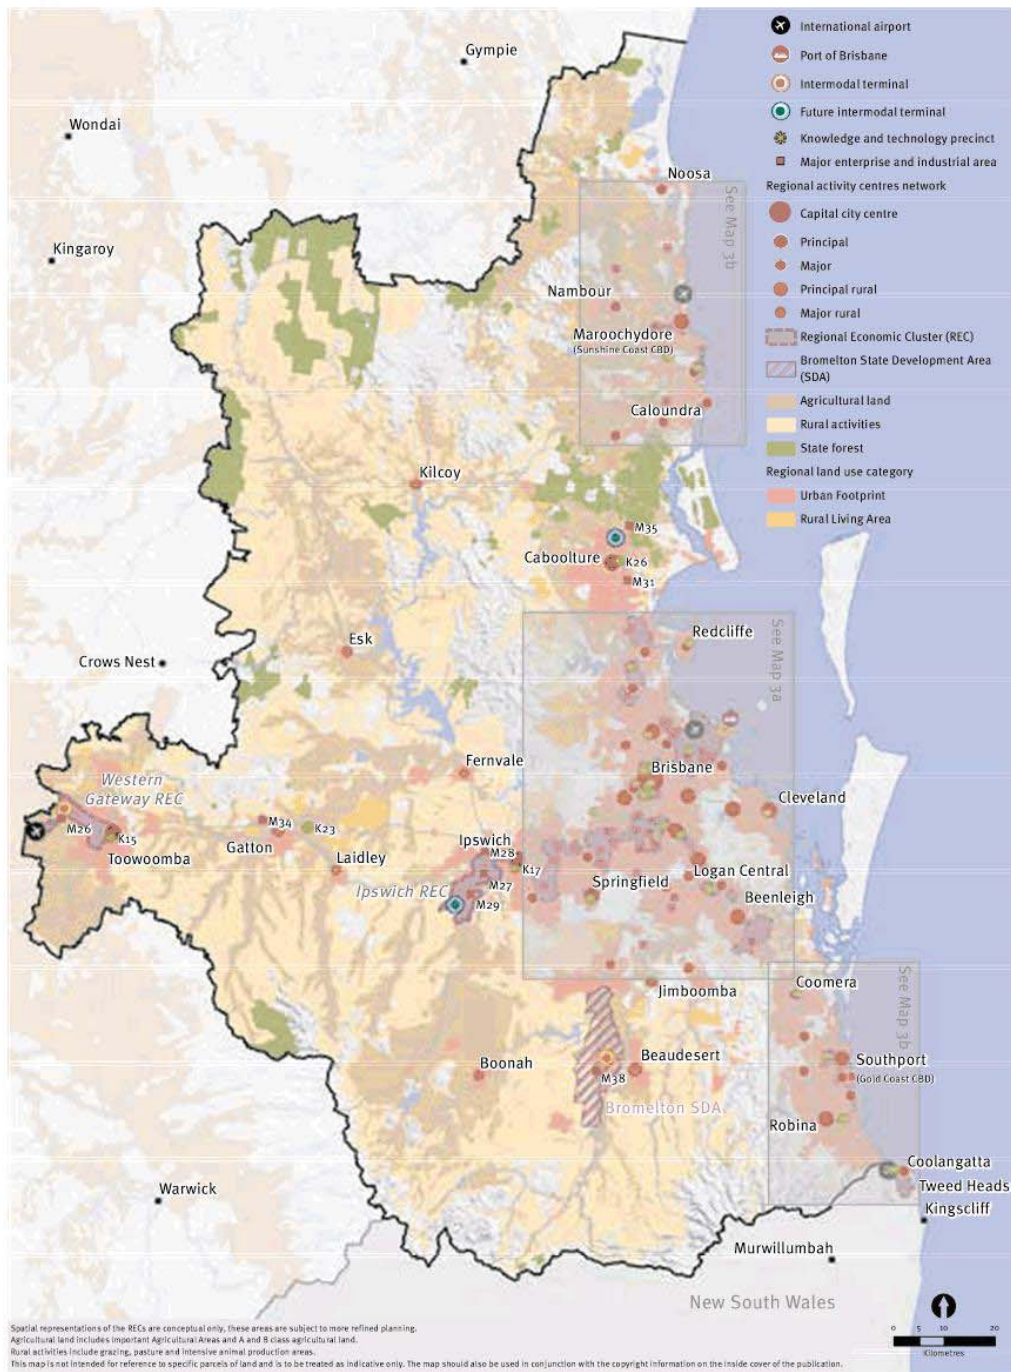 International airport
Port of Brisbane
Intermodal terminal
Future intermodal terminal
Knowledge and technology precinct
Major enterprise and industrial area
Regional activity centres network
Capital city centre
Principal
Major
Principal rural
Major rural
Regional Economic Cluster (REC)
Bromelton State Development Area
(SDA)
Agricultural land
Rural activities
State forest
Regional land use category
Urban Footprint
Rural Living Area
Gympie
Wondai
Noosa
See Map 3b
Kingaroy
Nambour
Maroochydore
(Sunshine Coast CBD)
Caloundra
Kilcoy
M35
Caboolture
K26
M31
Redcliffe
See Map 3a
Esk
Crows Nest
Fernvale
Brisbane
Western
Gateway REC
Cleveland
M26
K15
M34
K23
Toowoomba
Gatton
Laidley
Ipswich
M28
K17
Ipswich REC
M27
M29
Springfield
Logan Central
Beenleigh
Jimboomba
Coomera
See Map 3b
Boonah
Beaudesert
M38
Bromelton SDA
Southport
(Gold Coast CBD)
Robina
Coolangatta
Tweed Heads
Kingscliff
Warwick
Murwillumbah
New South Wales
0 5 10 20
Kilometres
Spatial representations of the RECs are conceptual only, these areas are subject to more refined planning.
Agricultural land includes Important Agricultural Areas and A and B class agricultural land.
Rural activities include grazing, pasture and intensive animal production areas.
This map is not intended for reference to specific parcels of land and is to be treated as indicative only. The map should also be used in conjunction with the copyright information on the inside cover of the publication.